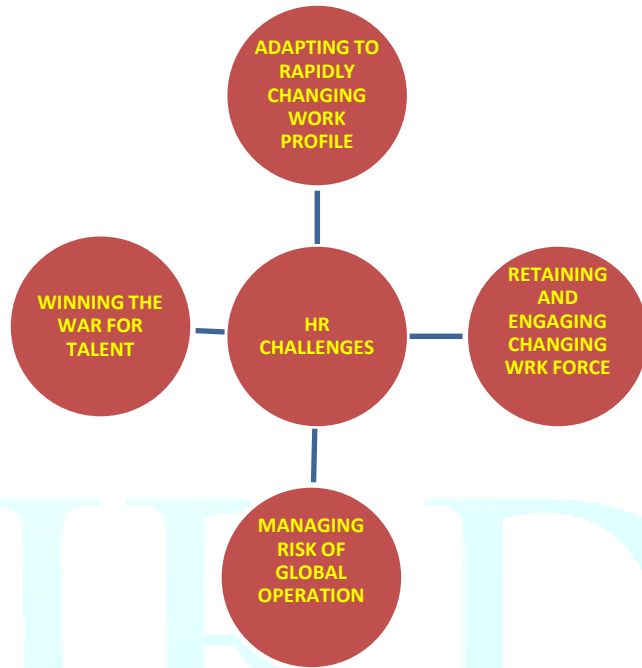 ADAPTING TO
RAPIDLY
CHANGING
WORK
PROFILE
WINNING THE
WAR FOR
TALENT
HR
CHALLENGES
RETAINING
AND
ENGAGING
CHANGING
WRK FORCE
MANAGING
RISK OF
GLOBAL
OPERATION